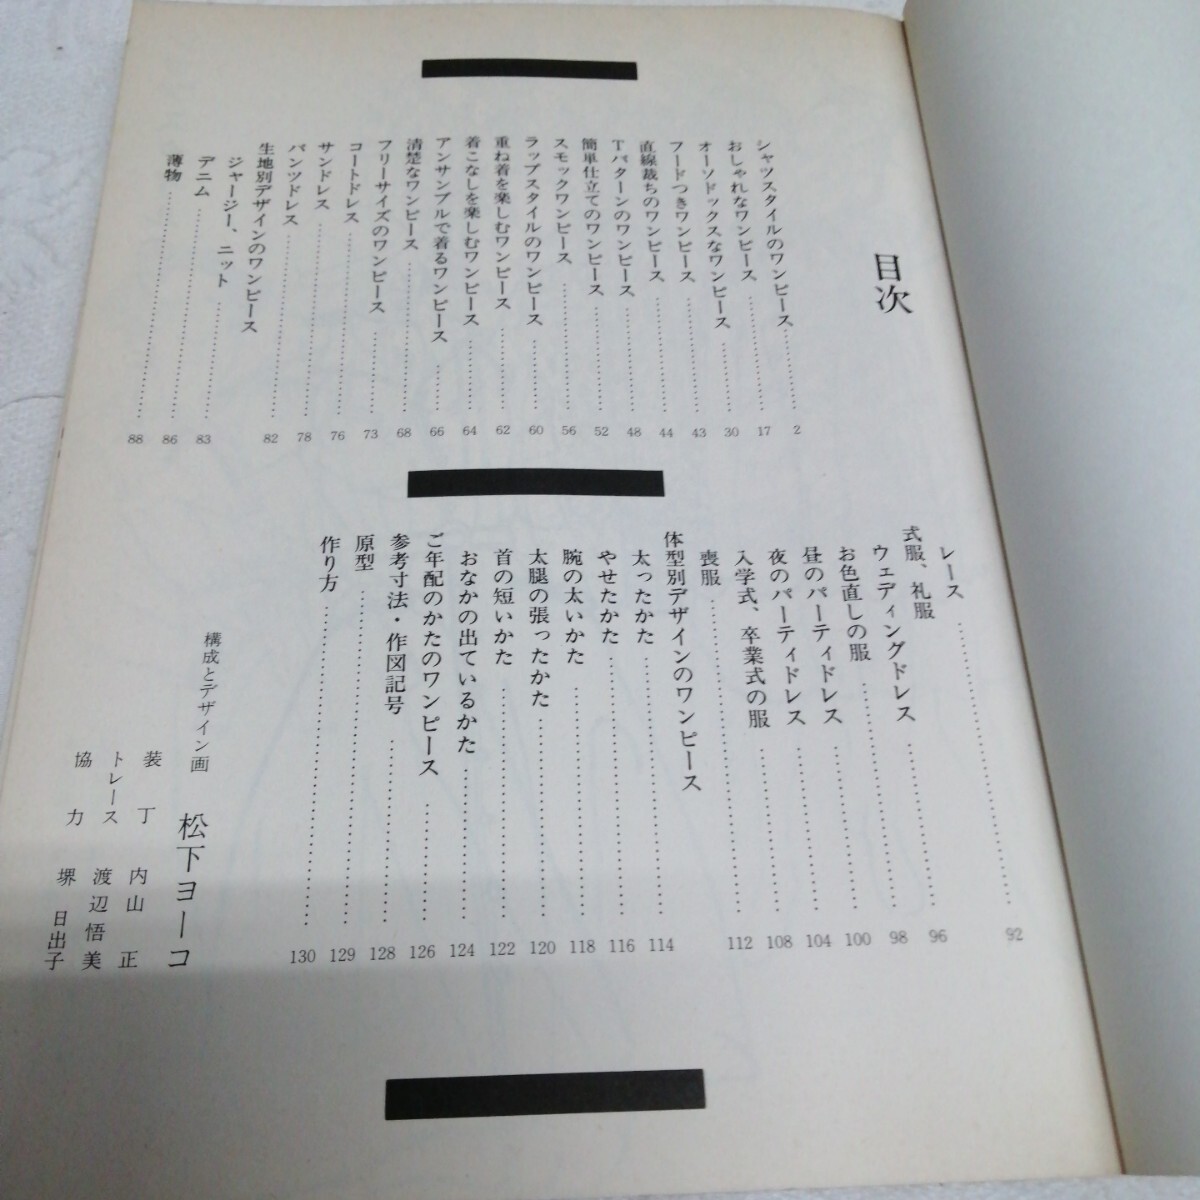 目次
シャツスタイルのワンピース……………2
おしゃれなワンピース……………17
オーソドックスなワンピース……………30
フードつきワンピース……………43
直線裁ちのワンピース……………44
Tパターンのワンピース……………48
簡単仕立てのワンピース……………52
スモックワンピース……………56
ラップスタイルのワンピース……………60
重ね着を楽しむワンピース……………62
着こなしを楽しむワンピース……………64
アンサンブルで着るワンピース……………66
清楚なワンピース……………68
フリーサイズのワンピース……………73
コートドレス……………76
サンドレス……………78
パンツドレス……………82
生地別デザインのワンピース
ジャージー、ニット……………83
デニム……………86
薄物……………88
レース……………92
式服、礼服
ウェディングドレス……………96
お色直しの服……………98
昼のパーティドレス……………100
夜のパーティドレス……………104
入学式、卒業式の服……………108
喪服……………112
体型別デザインのワンピース
太ったかた……………114
やせたかた……………116
腕の太いかた……………118
太腿の張ったかた……………120
首の短いかた……………122
おなかの出ているかた……………124
ご年配のかたのワンピース……………126
参考寸法・作図記号……………128
原型……………129
作り方……………130
構成とデザイン画 松下ヨーコ
装丁 内山 正
トレース 渡辺悟美
協力 堺 日出子